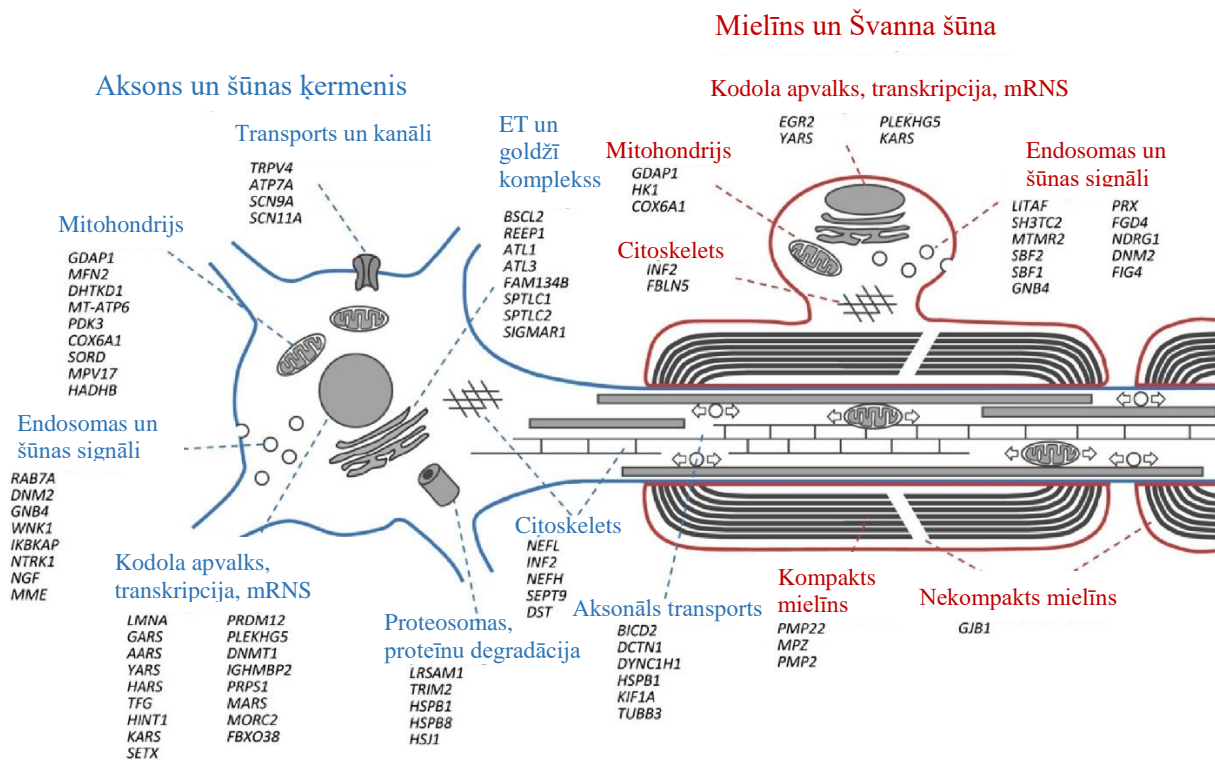 Mielīns un Švanna šūna
Aksons un šūnas ķermenis
Kodola apvalks, transkripcija, mRNS
EGR2
YARS
PLEKHG5
KARS
Transports un kanāli
TRPV4
ATP7A
SCN9A
SCN11A
ET un
goldžī
komplekss
BSCL2
REEP1
ATL1
ATL3
FAM134B
SPTLC1
SPTLC2
SIGMAR1
Mitohondrijs
GDAP1
HK1
COX6A1
Endosomas un
šūnas signāli
LITAF
SH3TC2
MTMR2
SBF2
SBF1
GNB4
PRX
FGD4
NDRG1
DNM2
FIG4
Citoskelets
INF2
FBLN5
Mitohondrijs
GDAP1
MFN2
DHTKD1
MT-ATP6
PDK3
COX6A1
SORD
MPV17
HADHB
Endosomas un
šūnas signāli
RAB7A
DNM2
GNB4
WNK1
IKBKAP
NTRK1
NGF
MME
Kodola apvalks,
transkripcija, mRNS
LMNA
GARS
AARS
YARS
HARS
TFG
HINT1
KARS
SETX
PRDM12
PLEKHG5
DNMT1
IGHMBP2
PRPS1
MARS
MORC2
FBXO38
Proteosomas,
proteīnu degradācija
LRSAM1
TRIM2
HSPB1
HSPB8
HSJ1
Citoskelets
NEFL
INF2
NEFH
SEPT9
DST
Aksonāls transports
BICD2
DCTN1
DYNC1H1
HSPB1
KIF1A
TUBB3
Kompakts
mielīns
PMP22
MPZ
PMP2
Nekompakts mielīns
GJB1